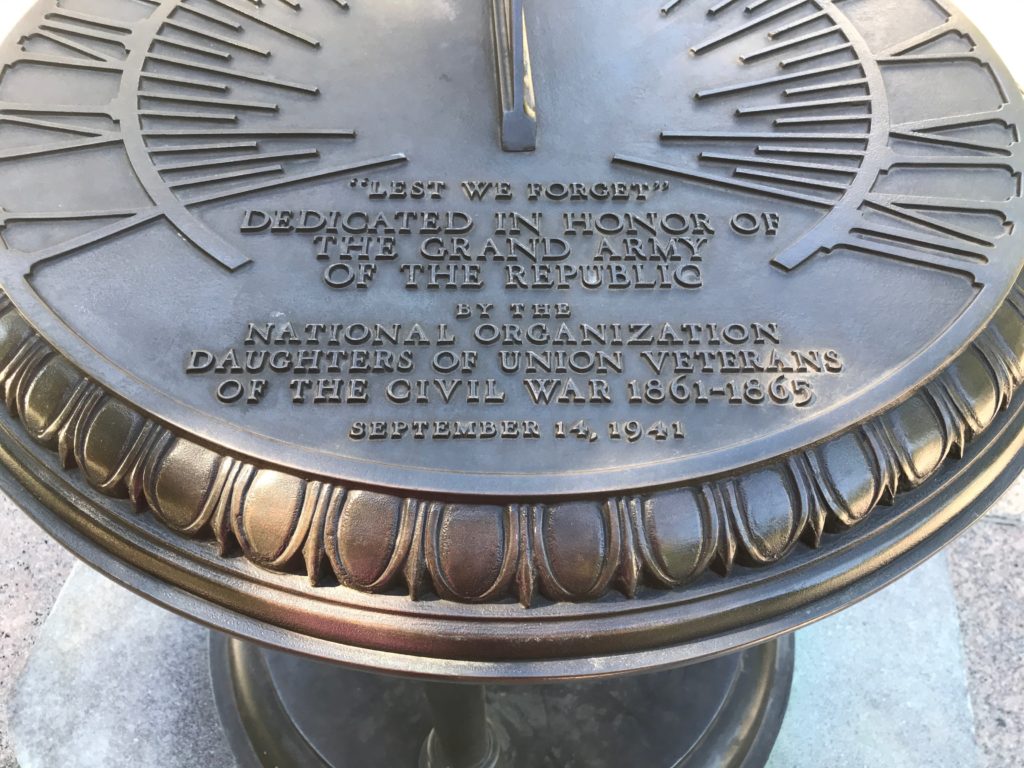 "LEST WE FORGET"
DEDICATED IN HONOR OF
THE GRAND ARMY
OF THE REPUBLIC
BY THE
NATIONAL ORGANIZATION
DAUGHTERS OF UNION VETERANS
OF THE CIVIL WAR 1861-1865
SEPTEMBER 14, 1941